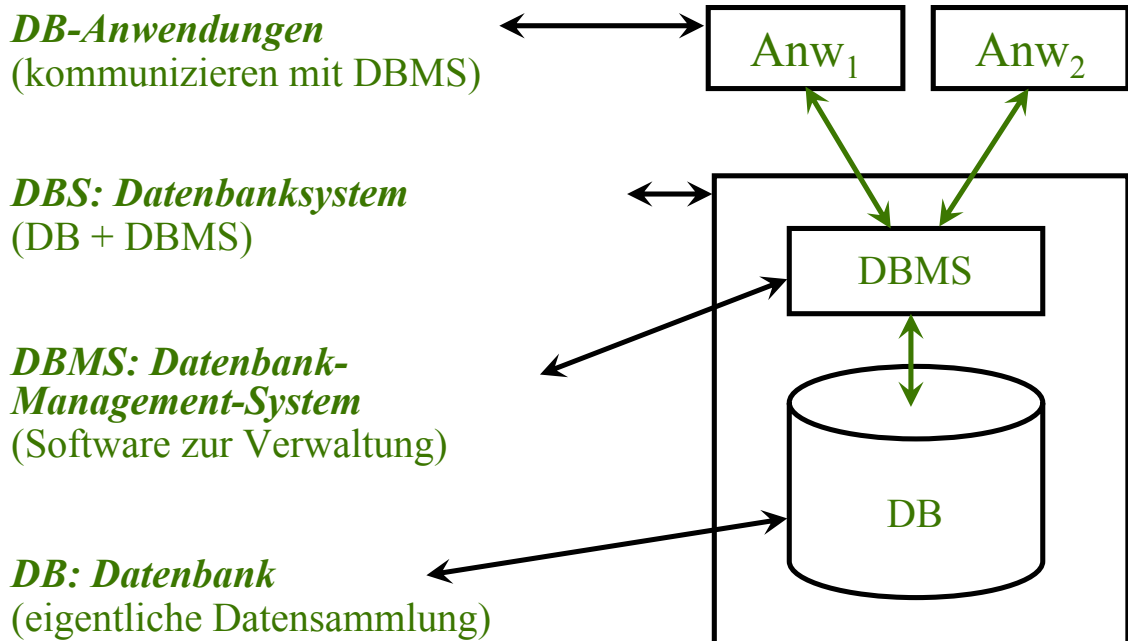 DB-Anwendungen
(kommunizieren mit DBMS)
Anw₁
Anw₂
DBS: Datenbanksystem
(DB + DBMS)
DBMS
DBMS: Datenbank-
Management-System
(Software zur Verwaltung)
DB
DB: Datenbank
(eigentliche Datensammlung)